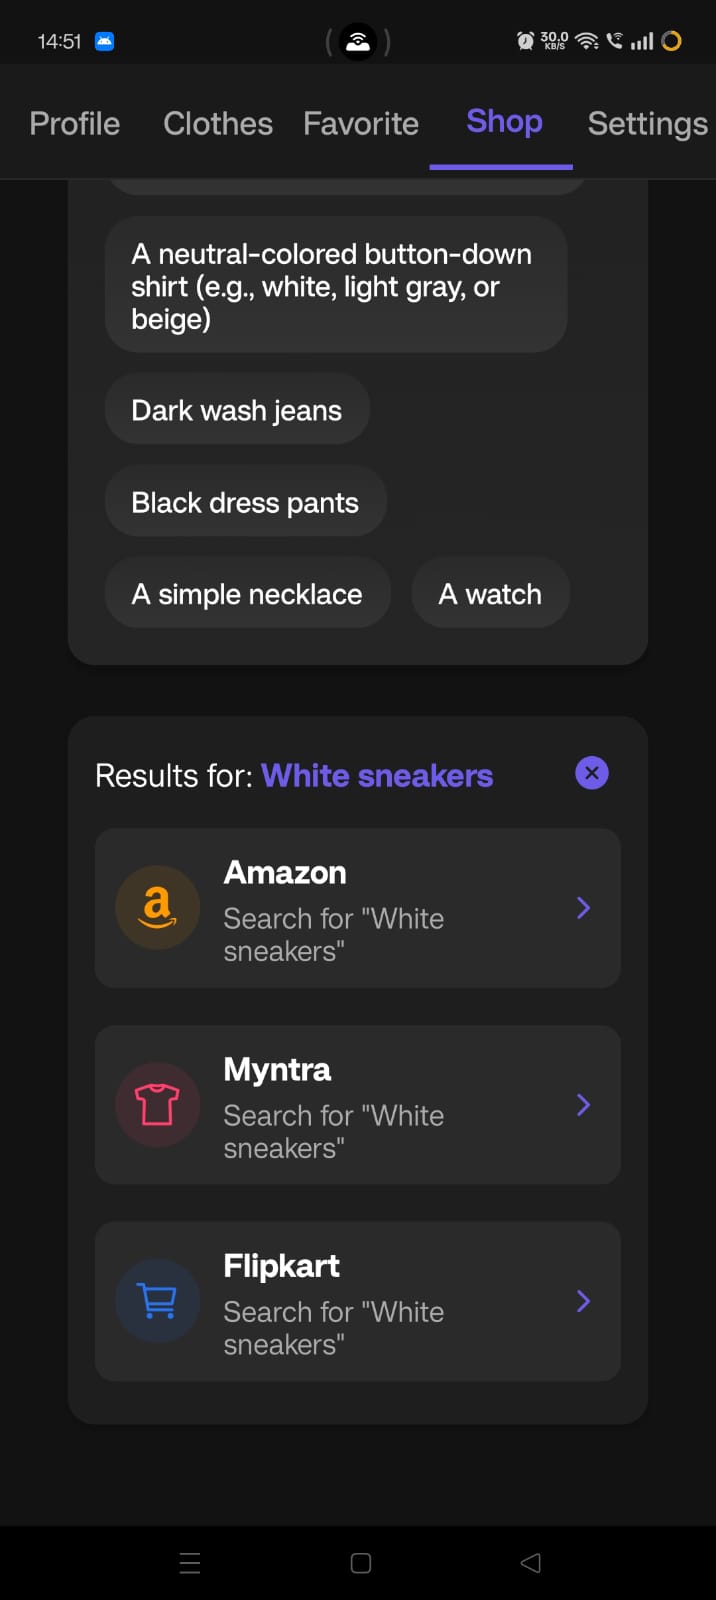 14:51
30.0
KB/S
Profile
Clothes
Favorite
Shop
Settings
A neutral-colored button-down
shirt (e.g., white, light gray, or
beige)
Dark wash jeans
Black dress pants
A simple necklace
A watch
Results for: White sneakers
a
Amazon
Search for "White
sneakers"
Myntra
Search for "White
sneakers"
Flipkart
Search for "White
sneakers"